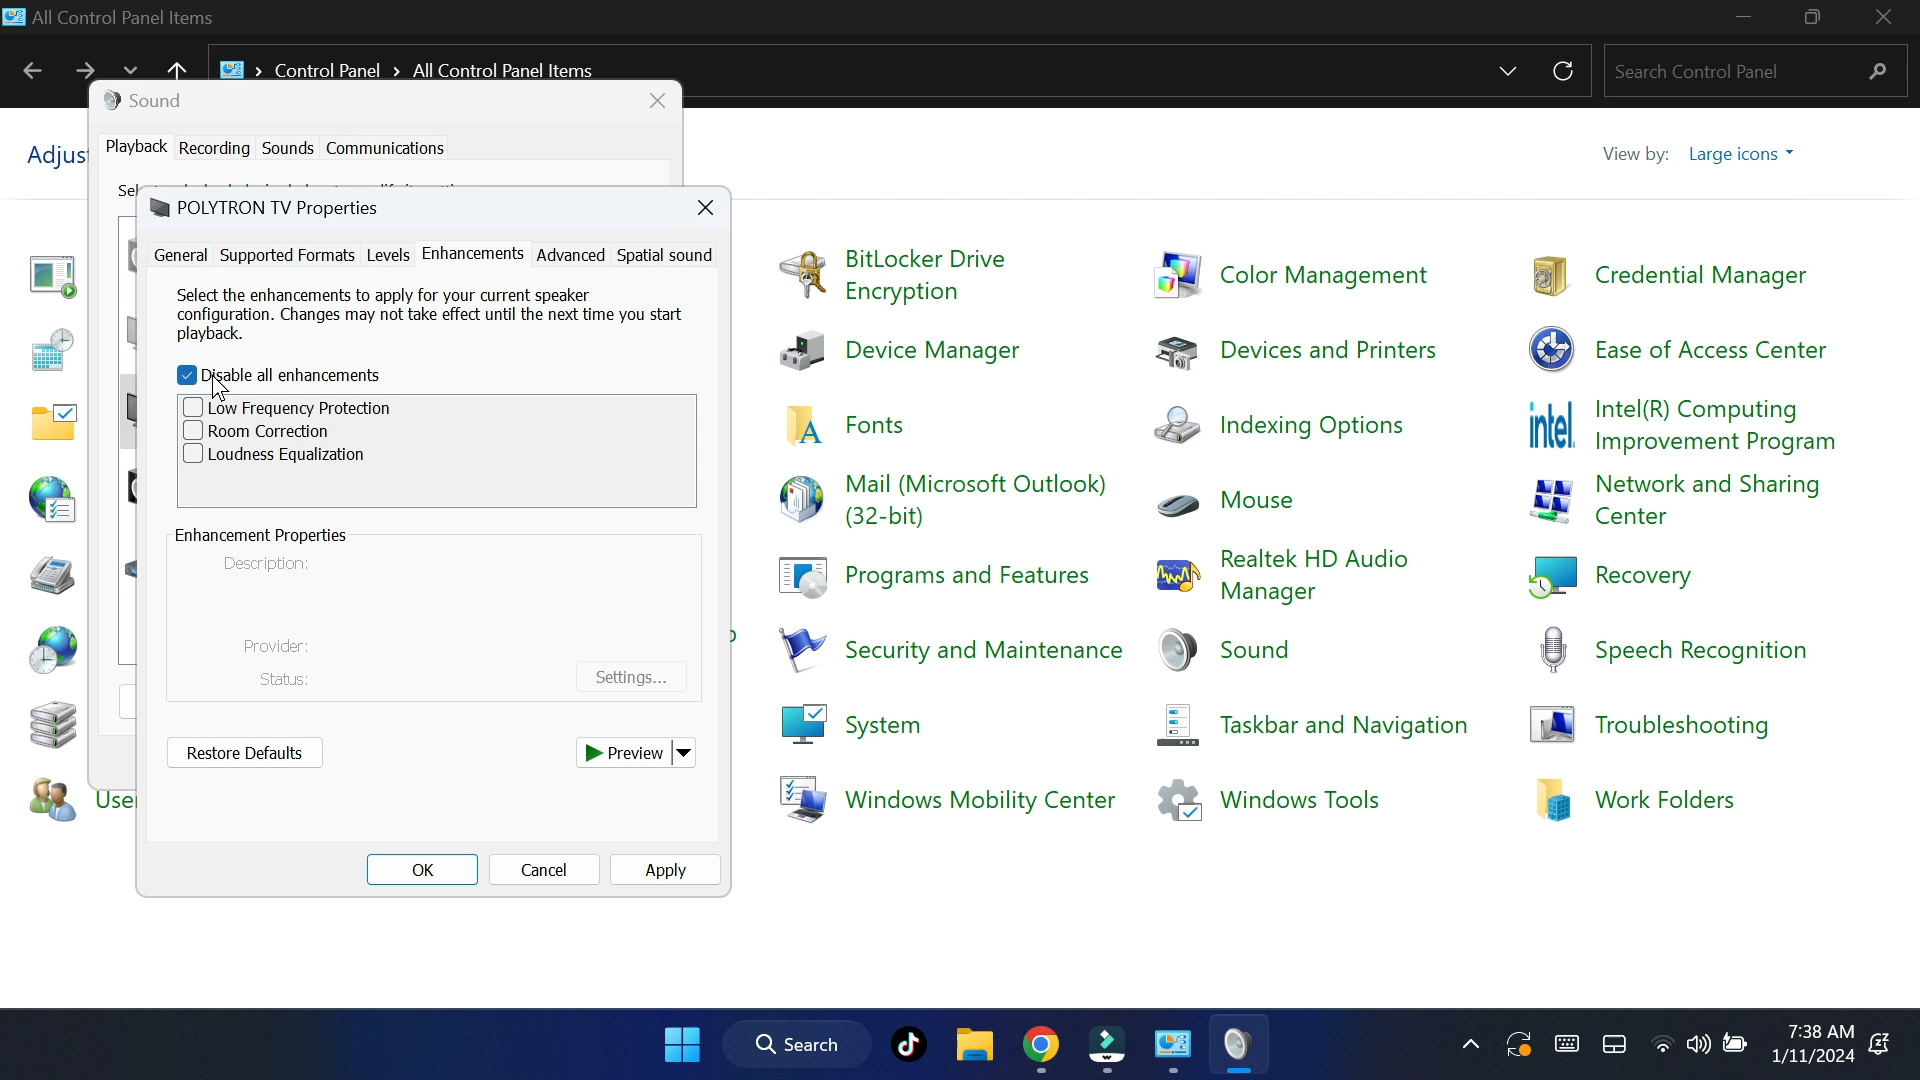 All Control Panel Items
Control Panel > All Control Panel Items
Search Control Panel
Sound
Playback Recording Sounds Communications
Adjus
View by: Large icons
Sel
POLYTRON TV Properties
General Supported Formats Levels Enhancements Advanced Spatial sound
Select the enhancements to apply for your current speaker
configuration. Changes may not take effect until the next time you start
playback.
Disable all enhancements
Low Frequency Protection
Room Correction
Loudness Equalization
Enhancement Properties
Description:
Provider:
Status:
Settings...
Restore Defaults
Preview
OK Cancel Apply
User
BitLocker Drive
Encryption
Color Management
Credential Manager
Device Manager
Devices and Printers
Ease of Access Center
Fonts
Indexing Options
intel
Intel(R) Computing
Improvement Program
Mail (Microsoft Outlook)
(32-bit)
Mouse
Network and Sharing
Center
Programs and Features
Realtek HD Audio
Manager
Recovery
Security and Maintenance
Sound
Speech Recognition
System
Taskbar and Navigation
Troubleshooting
Windows Mobility Center
Windows Tools
Work Folders
Search
7:38 AM
1/11/2024